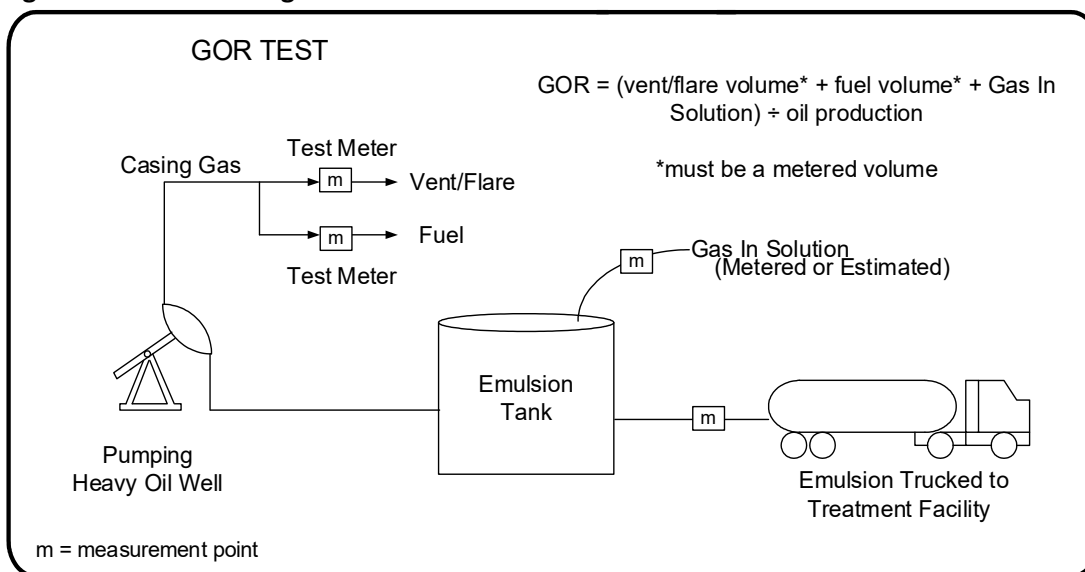 GOR TEST
GOR = (vent/flare volume* + fuel volume* + Gas In
Solution) ÷ oil production
*must be a metered volume
Test Meter
Casing Gas
m
Vent/Flare
m
Fuel
Test Meter
m
Gas In Solution
(Metered or Estimated)
Emulsion
Tank
m
Pumping
Heavy Oil Well
Emulsion Trucked to
Treatment Facility
m = measurement point